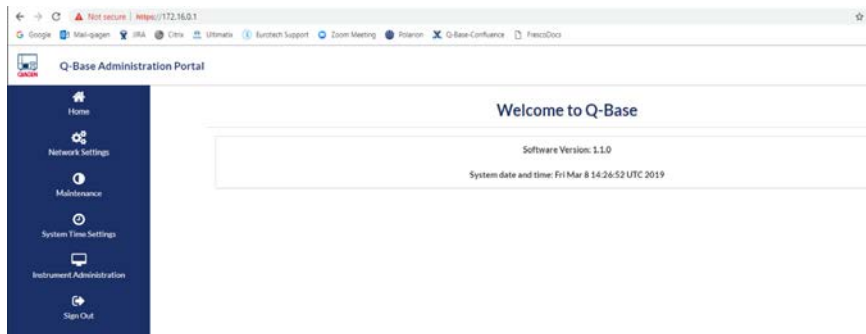 Not secure | https://172.16.0.1
Google Mail-qiagen JIRA Citrix Ultimatix Eurotech Support Zoom Meeting Polarion Q-Base-Confluence FrescoDocs
QIAGEN
Q-Base Administration Portal
Home
Network Settings
Maintenance
System Time Settings
Instrument Administration
Sign Out
Welcome to Q-Base
Software Version: 1.1.0
System date and time: Fri Mar 8 14:26:52 UTC 2019